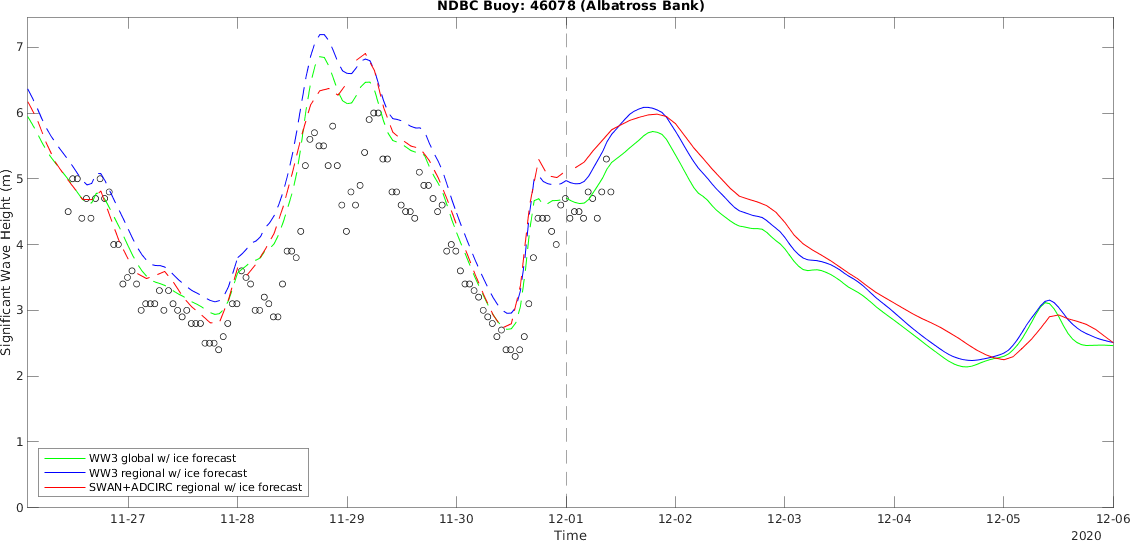 NDBC Buoy: 46078 (Albatross Bank)
Significant Wave Height (m)
7
6
5
4
3
2
1
0
WW3 global w/ ice forecast
WW3 regional w/ ice forecast
SWAN+ADCIRC regional w/ ice forecast
11-27 11-28 11-29 11-30 12-01 12-02 12-03 12-04 12-05 12-06
Time
2020